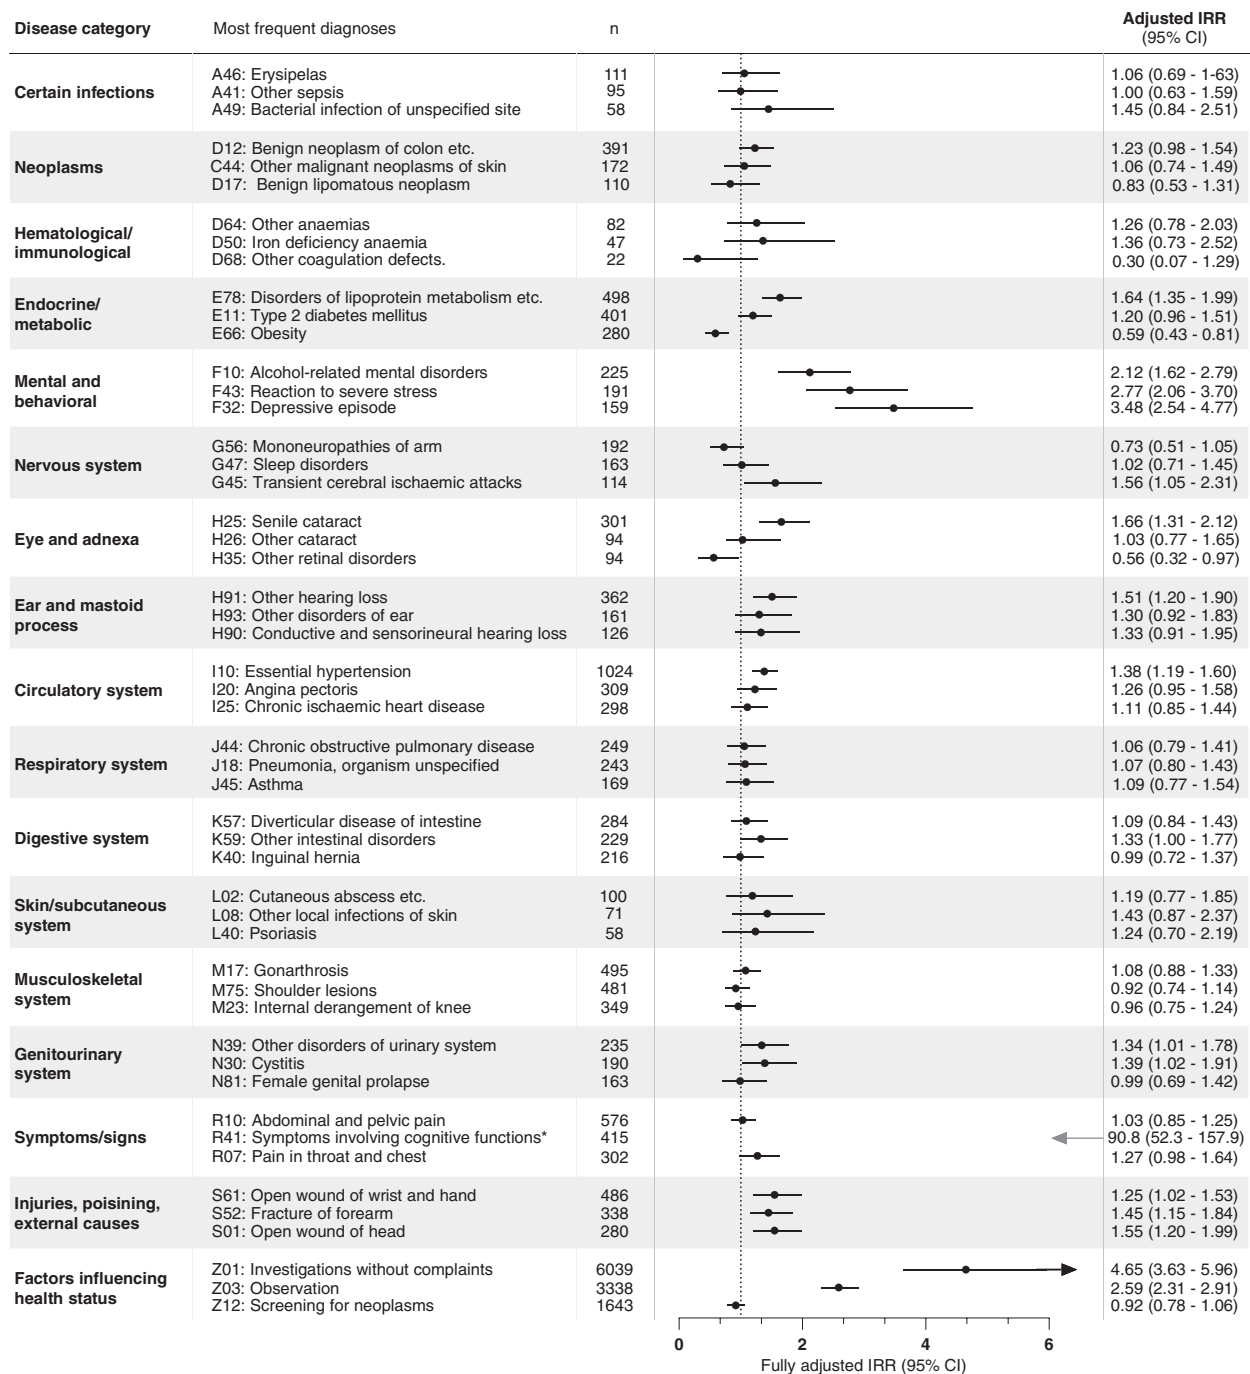 Disease category Most frequent diagnoses n Adjusted IRR
(95% CI)
Certain infections
A46: Erysipelas 111 1.06 (0.69 - 1-63)
A41: Other sepsis 95 1.00 (0.63 - 1.59)
A49: Bacterial infection of unspecified site 58 1.45 (0.84 - 2.51)
Neoplasms
D12: Benign neoplasm of colon etc. 391 1.23 (0.98 - 1.54)
C44: Other malignant neoplasms of skin 172 1.06 (0.74 - 1.49)
D17: Benign lipomatous neoplasm 110 0.83 (0.53 - 1.31)
Hematological/
immunological
D64: Other anaemias 82 1.26 (0.78 - 2.03)
D50: Iron deficiency anaemia 47 1.36 (0.73 - 2.52)
D68: Other coagulation defects. 22 0.30 (0.07 - 1.29)
Endocrine/
metabolic
E78: Disorders of lipoprotein metabolism etc. 498 1.64 (1.35 - 1.99)
E11: Type 2 diabetes mellitus 401 1.20 (0.96 - 1.51)
E66: Obesity 280 0.59 (0.43 - 0.81)
Mental and
behavioral
F10: Alcohol-related mental disorders 225 2.12 (1.62 - 2.79)
F43: Reaction to severe stress 191 2.77 (2.06 - 3.70)
F32: Depressive episode 159 3.48 (2.54 - 4.77)
Nervous system
G56: Mononeuropathies of arm 192 0.73 (0.51 - 1.05)
G47: Sleep disorders 163 1.02 (0.71 - 1.45)
G45: Transient cerebral ischaemic attacks 114 1.56 (1.05 - 2.31)
Eye and adnexa
H25: Senile cataract 301 1.66 (1.31 - 2.12)
H26: Other cataract 94 1.03 (0.77 - 1.65)
H35: Other retinal disorders 94 0.56 (0.32 - 0.97)
Ear and mastoid
process
H91: Other hearing loss 362 1.51 (1.20 - 1.90)
H93: Other disorders of ear 161 1.30 (0.92 - 1.83)
H90: Conductive and sensorineural hearing loss 126 1.33 (0.91 - 1.95)
Circulatory system
I10: Essential hypertension 1024 1.38 (1.19 - 1.60)
I20: Angina pectoris 309 1.26 (0.95 - 1.58)
I25: Chronic ischaemic heart disease 298 1.11 (0.85 - 1.44)
Respiratory system
J44: Chronic obstructive pulmonary disease 249 1.06 (0.79 - 1.41)
J18: Pneumonia, organism unspecified 243 1.07 (0.80 - 1.43)
J45: Asthma 169 1.09 (0.77 - 1.54)
Digestive system
K57: Diverticular disease of intestine 284 1.09 (0.84 - 1.43)
K59: Other intestinal disorders 229 1.33 (1.00 - 1.77)
K40: Inguinal hernia 216 0.99 (0.72 - 1.37)
Skin/subcutaneous
system
L02: Cutaneous abscess etc. 100 1.19 (0.77 - 1.85)
L08: Other local infections of skin 71 1.43 (0.87 - 2.37)
L40: Psoriasis 58 1.24 (0.70 - 2.19)
Musculoskeletal
system
M17: Gonarthrosis 495 1.08 (0.88 - 1.33)
M75: Shoulder lesions 481 0.92 (0.74 - 1.14)
M23: Internal derangement of knee 349 0.96 (0.75 - 1.24)
Genitourinary
system
N39: Other disorders of urinary system 235 1.34 (1.01 - 1.78)
N30: Cystitis 190 1.39 (1.02 - 1.91)
N81: Female genital prolapse 163 0.99 (0.69 - 1.42)
Symptoms/signs
R10: Abdominal and pelvic pain 576 1.03 (0.85 - 1.25)
R41: Symptoms involving cognitive functions* 415 90.8 (52.3 - 157.9)
R07: Pain in throat and chest 302 1.27 (0.98 - 1.64)
Injuries, poisining,
external causes
S61: Open wound of wrist and hand 486 1.25 (1.02 - 1.53)
S52: Fracture of forearm 338 1.45 (1.15 - 1.84)
S01: Open wound of head 280 1.55 (1.20 - 1.99)
Factors influencing
health status
Z01: Investigations without complaints 6039 4.65 (3.63 - 5.96)
Z03: Observation 3338 2.59 (2.31 - 2.91)
Z12: Screening for neoplasms 1643 0.92 (0.78 - 1.06)
0 2 4 6
Fully adjusted IRR (95% CI)